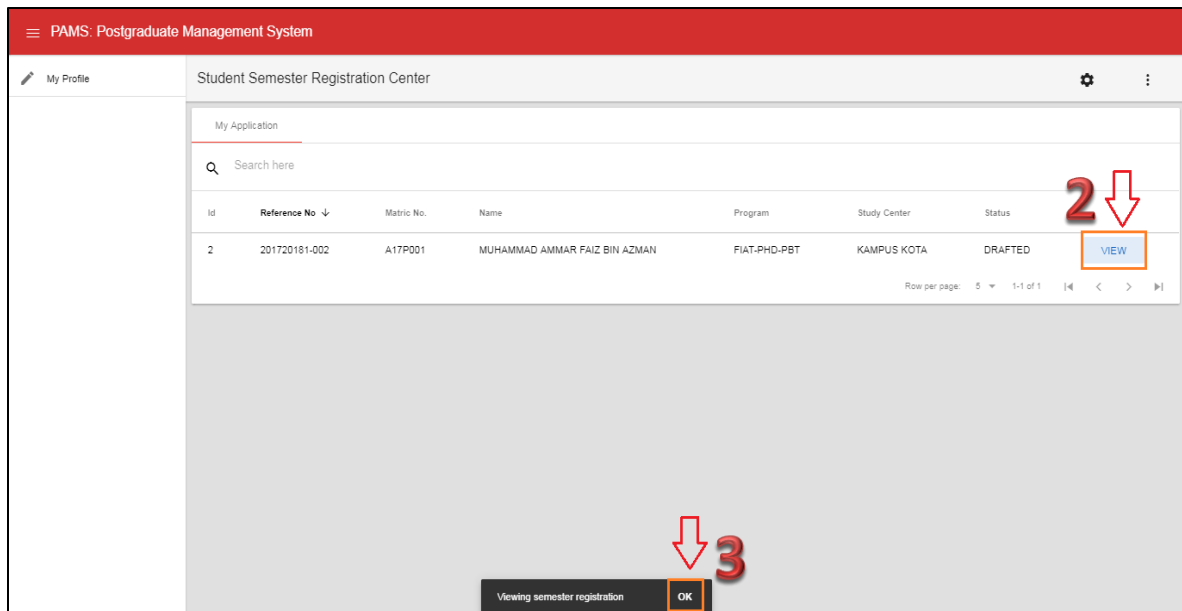 PAMS: Postgraduate Management System
My Profile
Student Semester Registration Center
My Application
Search here
2
Id Reference No Matric No. Name Program Study Center Status
2 201720181-002 A17P001 MUHAMMAD AMMAR FAIZ BIN AZMAN FIAT-PHD-PBT KAMPUS KOTA DRAFTED VIEW
Row per page: 5 1-1 of 1
3
Viewing semester registration OK